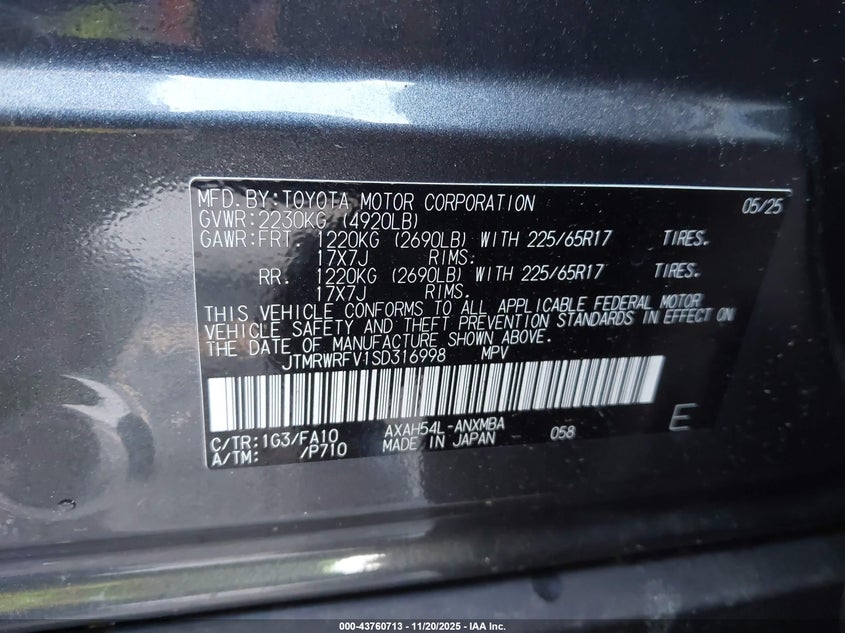 MFD.BY:TOYOTA MOTOR CORPORATION 05/25
GVWR:2230KG (4920LB)
GAWR:FRT. 1220KG (2690LB) WITH 225/65R17 TIRES.
17X7J RIMS.
RR. 1220KG (2690LB) WITH 225/65R17 TIRES.
17X7J RIMS.
THIS VEHICLE CONFORMS TO ALL APPLICABLE FEDERAL MOTOR
VEHICLE SAFETY AND THEFT PREVENTION STANDARDS IN EFFECT ON
THE DATE OF MANUFACTURE SHOWN ABOVE.
JTMRWRFV1SD316998 MPV
C/TR:1G3/FA10 AXAH54L-ANXMBA 058 E
A/TM: /P710 MADE IN JAPAN
000-43760713 - 11/20/2025 - IAA Inc.